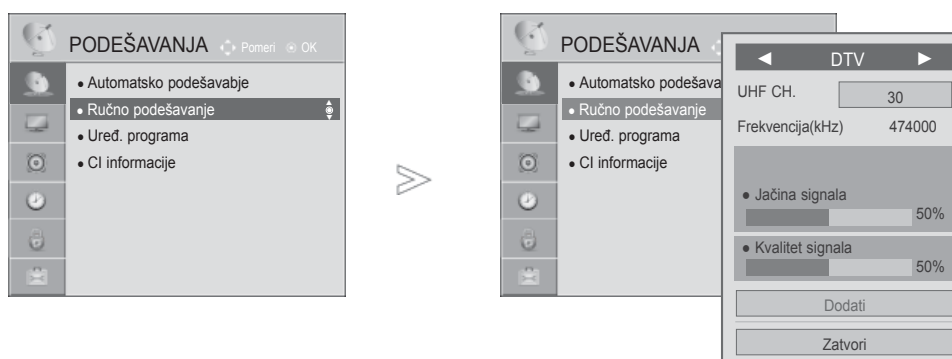 PODEŠAVANJA Pomeri OK
• Automatsko podešavabje
• Ručno podešavanje
• Uređ. programa
• CI informacije
PODEŠAVANJA
• Automatsko podešava
• Ručno podešavanje
• Uređ. programa
• CI informacije
◄ DTV ►
UHF CH. 30
Frekvencija(kHz) 474000
• Jačina signala
50%
• Kvalitet signala
50%
Dodati
Zatvori